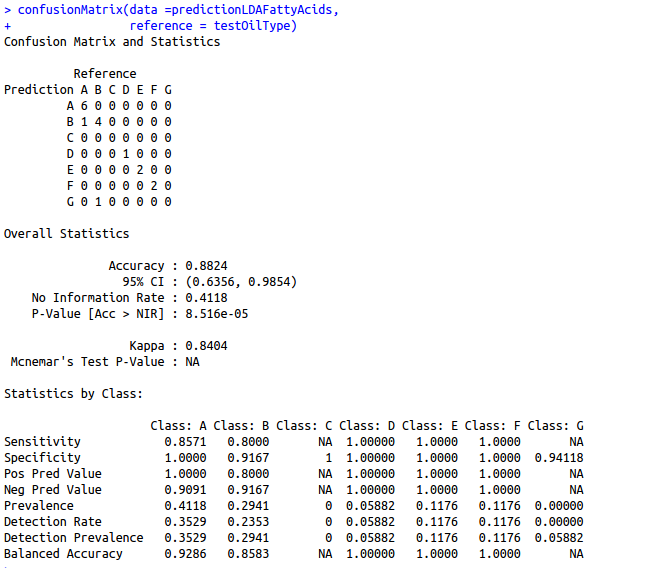 > confusionMatrix(data =predictionLDAFattyAcids,
+                 reference = testOilType)
Confusion Matrix and Statistics

          Reference
Prediction A B C D E F G
         A 6 0 0 0 0 0 0
         B 1 4 0 0 0 0 0
         C 0 0 0 0 0 0 0
         D 0 0 0 1 0 0 0
         E 0 0 0 0 2 0 0
         F 0 0 0 0 0 2 0
         G 0 1 0 0 0 0 0

Overall Statistics

               Accuracy : 0.8824
                 95% CI : (0.6356, 0.9854)
    No Information Rate : 0.4118
    P-Value [Acc > NIR] : 8.516e-05

                  Kappa : 0.8404
 Mcnemar's Test P-Value : NA

Statistics by Class:

                     Class: A Class: B Class: C Class: D Class: E Class: F Class: G
Sensitivity            0.8571   0.8000       NA  1.00000   1.0000   1.0000       NA
Specificity            1.0000   0.9167        1  1.00000   1.0000   1.0000  0.94118
Pos Pred Value         1.0000   0.8000       NA  1.00000   1.0000   1.0000       NA
Neg Pred Value         0.9091   0.9167       NA  1.00000   1.0000   1.0000       NA
Prevalence             0.4118   0.2941        0  0.05882   0.1176   0.1176  0.00000
Detection Rate         0.3529   0.2353        0  0.05882   0.1176   0.1176  0.00000
Detection Prevalence   0.3529   0.2941        0  0.05882   0.1176   0.1176  0.05882
Balanced Accuracy      0.9286   0.8583       NA  1.00000   1.0000   1.0000       NA